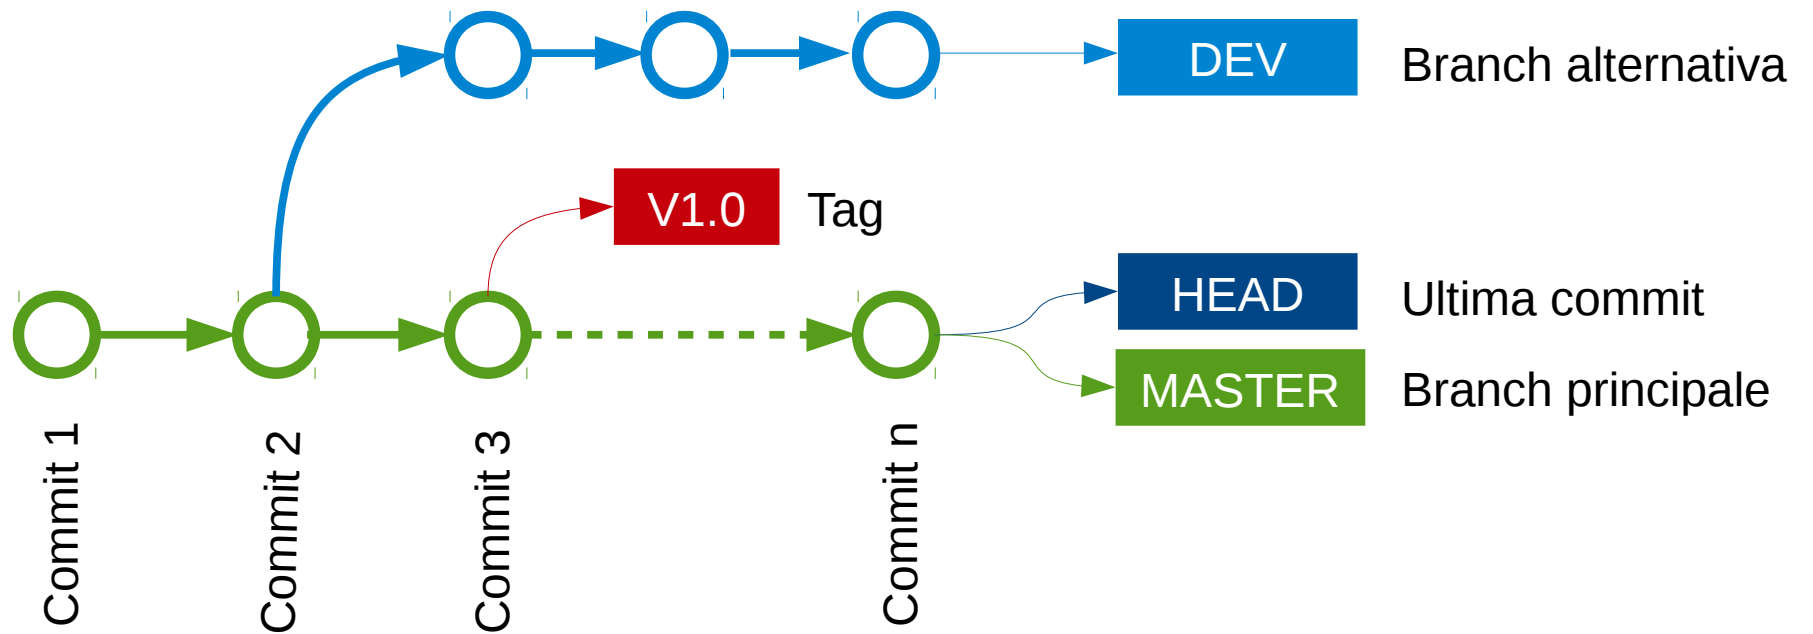 DEV
Branch alternativa
V1.0
Tag
HEAD
Ultima commit
MASTER
Branch principale
Commit 1
Commit 2
Commit 3
Commit n